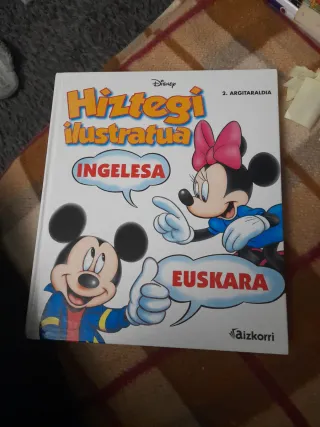 Disney
2. ARGITARALDIA
Hiztegi
ilustratua
INGELESA
EUSKARA
aizkorri